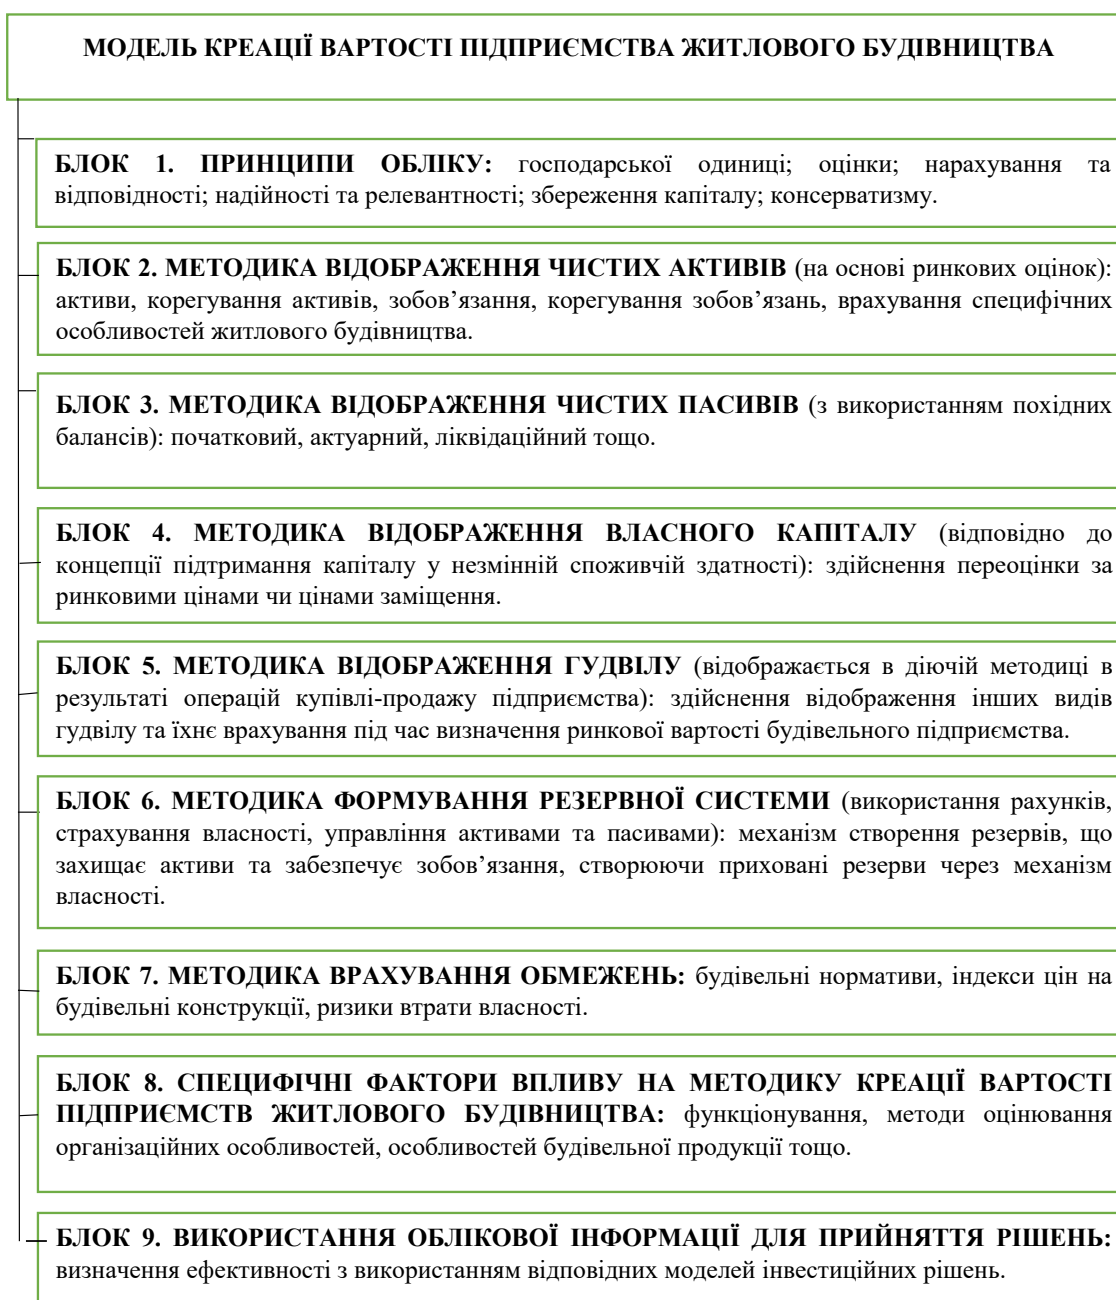 МОДЕЛЬ КРЕАЦІЇ ВАРТОСТІ ПІДПРИЄМСТВА ЖИТЛОВОГО БУДІВНИЦТВА
БЛОК 1. ПРИНЦИПИ ОБЛІКУ: господарської одиниці; оцінки; нарахування та
відповідності; надійності та релевантності; збереження капіталу; консерватизму.
БЛОК 2. МЕТОДИКА ВІДОБРАЖЕННЯ ЧИСТИХ АКТИВІВ (на основі ринкових оцінок):
активи, корегування активів, зобов’язання, корегування зобов’язань, врахування специфічних
особливостей житлового будівництва.
БЛОК 3. МЕТОДИКА ВІДОБРАЖЕННЯ ЧИСТИХ ПАСИВІВ (з використанням похідних
балансів): початковий, актуарний, ліквідаційний тощо.
БЛОК 4. МЕТОДИКА ВІДОБРАЖЕННЯ ВЛАСНОГО КАПІТАЛУ (відповідно до
концепції підтримання капіталу у незмінній споживчій здатності): здійснення переоцінки за
ринковими цінами чи цінами заміщення.
БЛОК 5. МЕТОДИКА ВІДОБРАЖЕННЯ ГУДВІЛУ (відображається в діючій методиці в
результаті операцій купівлі-продажу підприємства): здійснення відображення інших видів
гудвілу та їхнє врахування під час визначення ринкової вартості будівельного підприємства.
БЛОК 6. МЕТОДИКА ФОРМУВАННЯ РЕЗЕРВНОЇ СИСТЕМИ (використання рахунків,
страхування власності, управління активами та пасивами): механізм створення резервів, що
захищає активи та забезпечує зобов’язання, створюючи приховані резерви через механізм
власності.
БЛОК 7. МЕТОДИКА ВРАХУВАННЯ ОБМЕЖЕНЬ: будівельні нормативи, індекси цін на
будівельні конструкції, ризики втрати власності.
БЛОК 8. СПЕЦИФІЧНІ ФАКТОРИ ВПЛИВУ НА МЕТОДИКУ КРЕАЦІЇ ВАРТОСТІ
ПІДПРИЄМСТВ ЖИТЛОВОГО БУДІВНИЦТВА: функціонування, методи оцінювання
організаційних особливостей, особливостей будівельної продукції тощо.
БЛОК 9. ВИКОРИСТАННЯ ОБЛІКОВОЇ ІНФОРМАЦІЇ ДЛЯ ПРИЙНЯТТЯ РІШЕНЬ:
визначення ефективності з використанням відповідних моделей інвестиційних рішень.